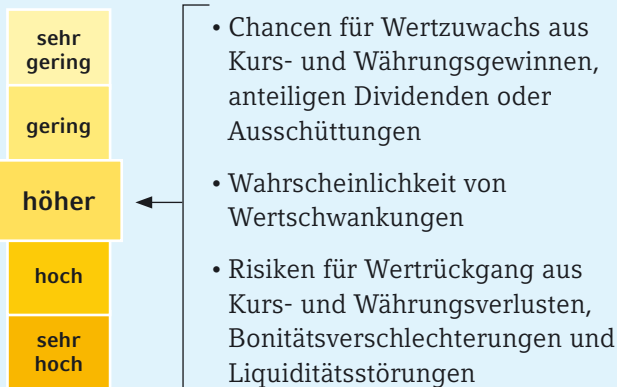 sehr
gering
gering
höher
hoch
sehr
hoch
• Chancen für Wertzuwachs aus
Kurs- und Währungsgewinnen,
anteiligen Dividenden oder
Ausschüttungen
• Wahrscheinlichkeit von
Wertschwankungen
• Risiken für Wertrückgang aus
Kurs- und Währungsverlusten,
Bonitätsverschlechterungen und
Liquiditätsstörungen